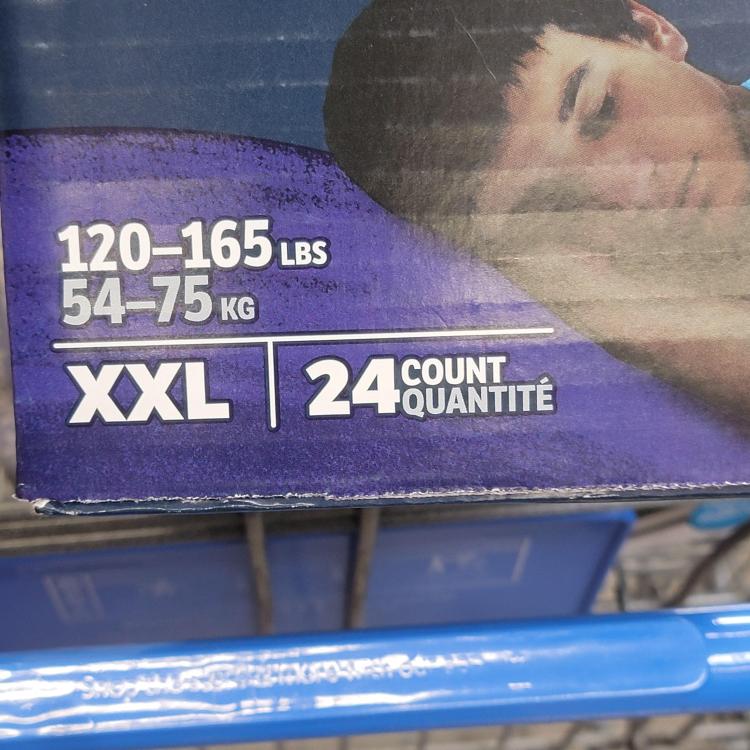 120–165 LBS
54–75 KG
XXL
24 COUNT
QUANTITÉ